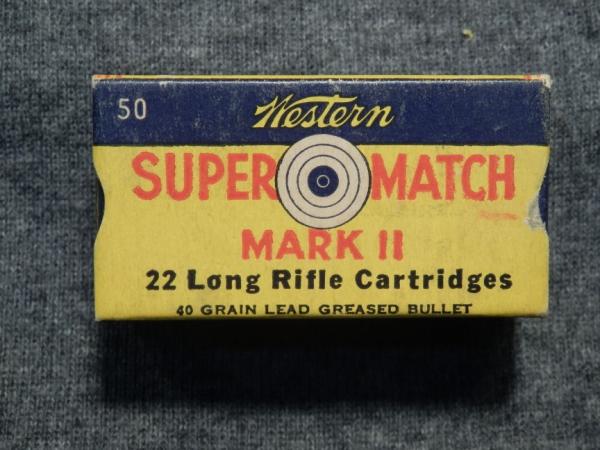 50 Western
SUPER MATCH
MARK II
22 Long Rifle Cartridges
40 GRAIN LEAD GREASED BULLET